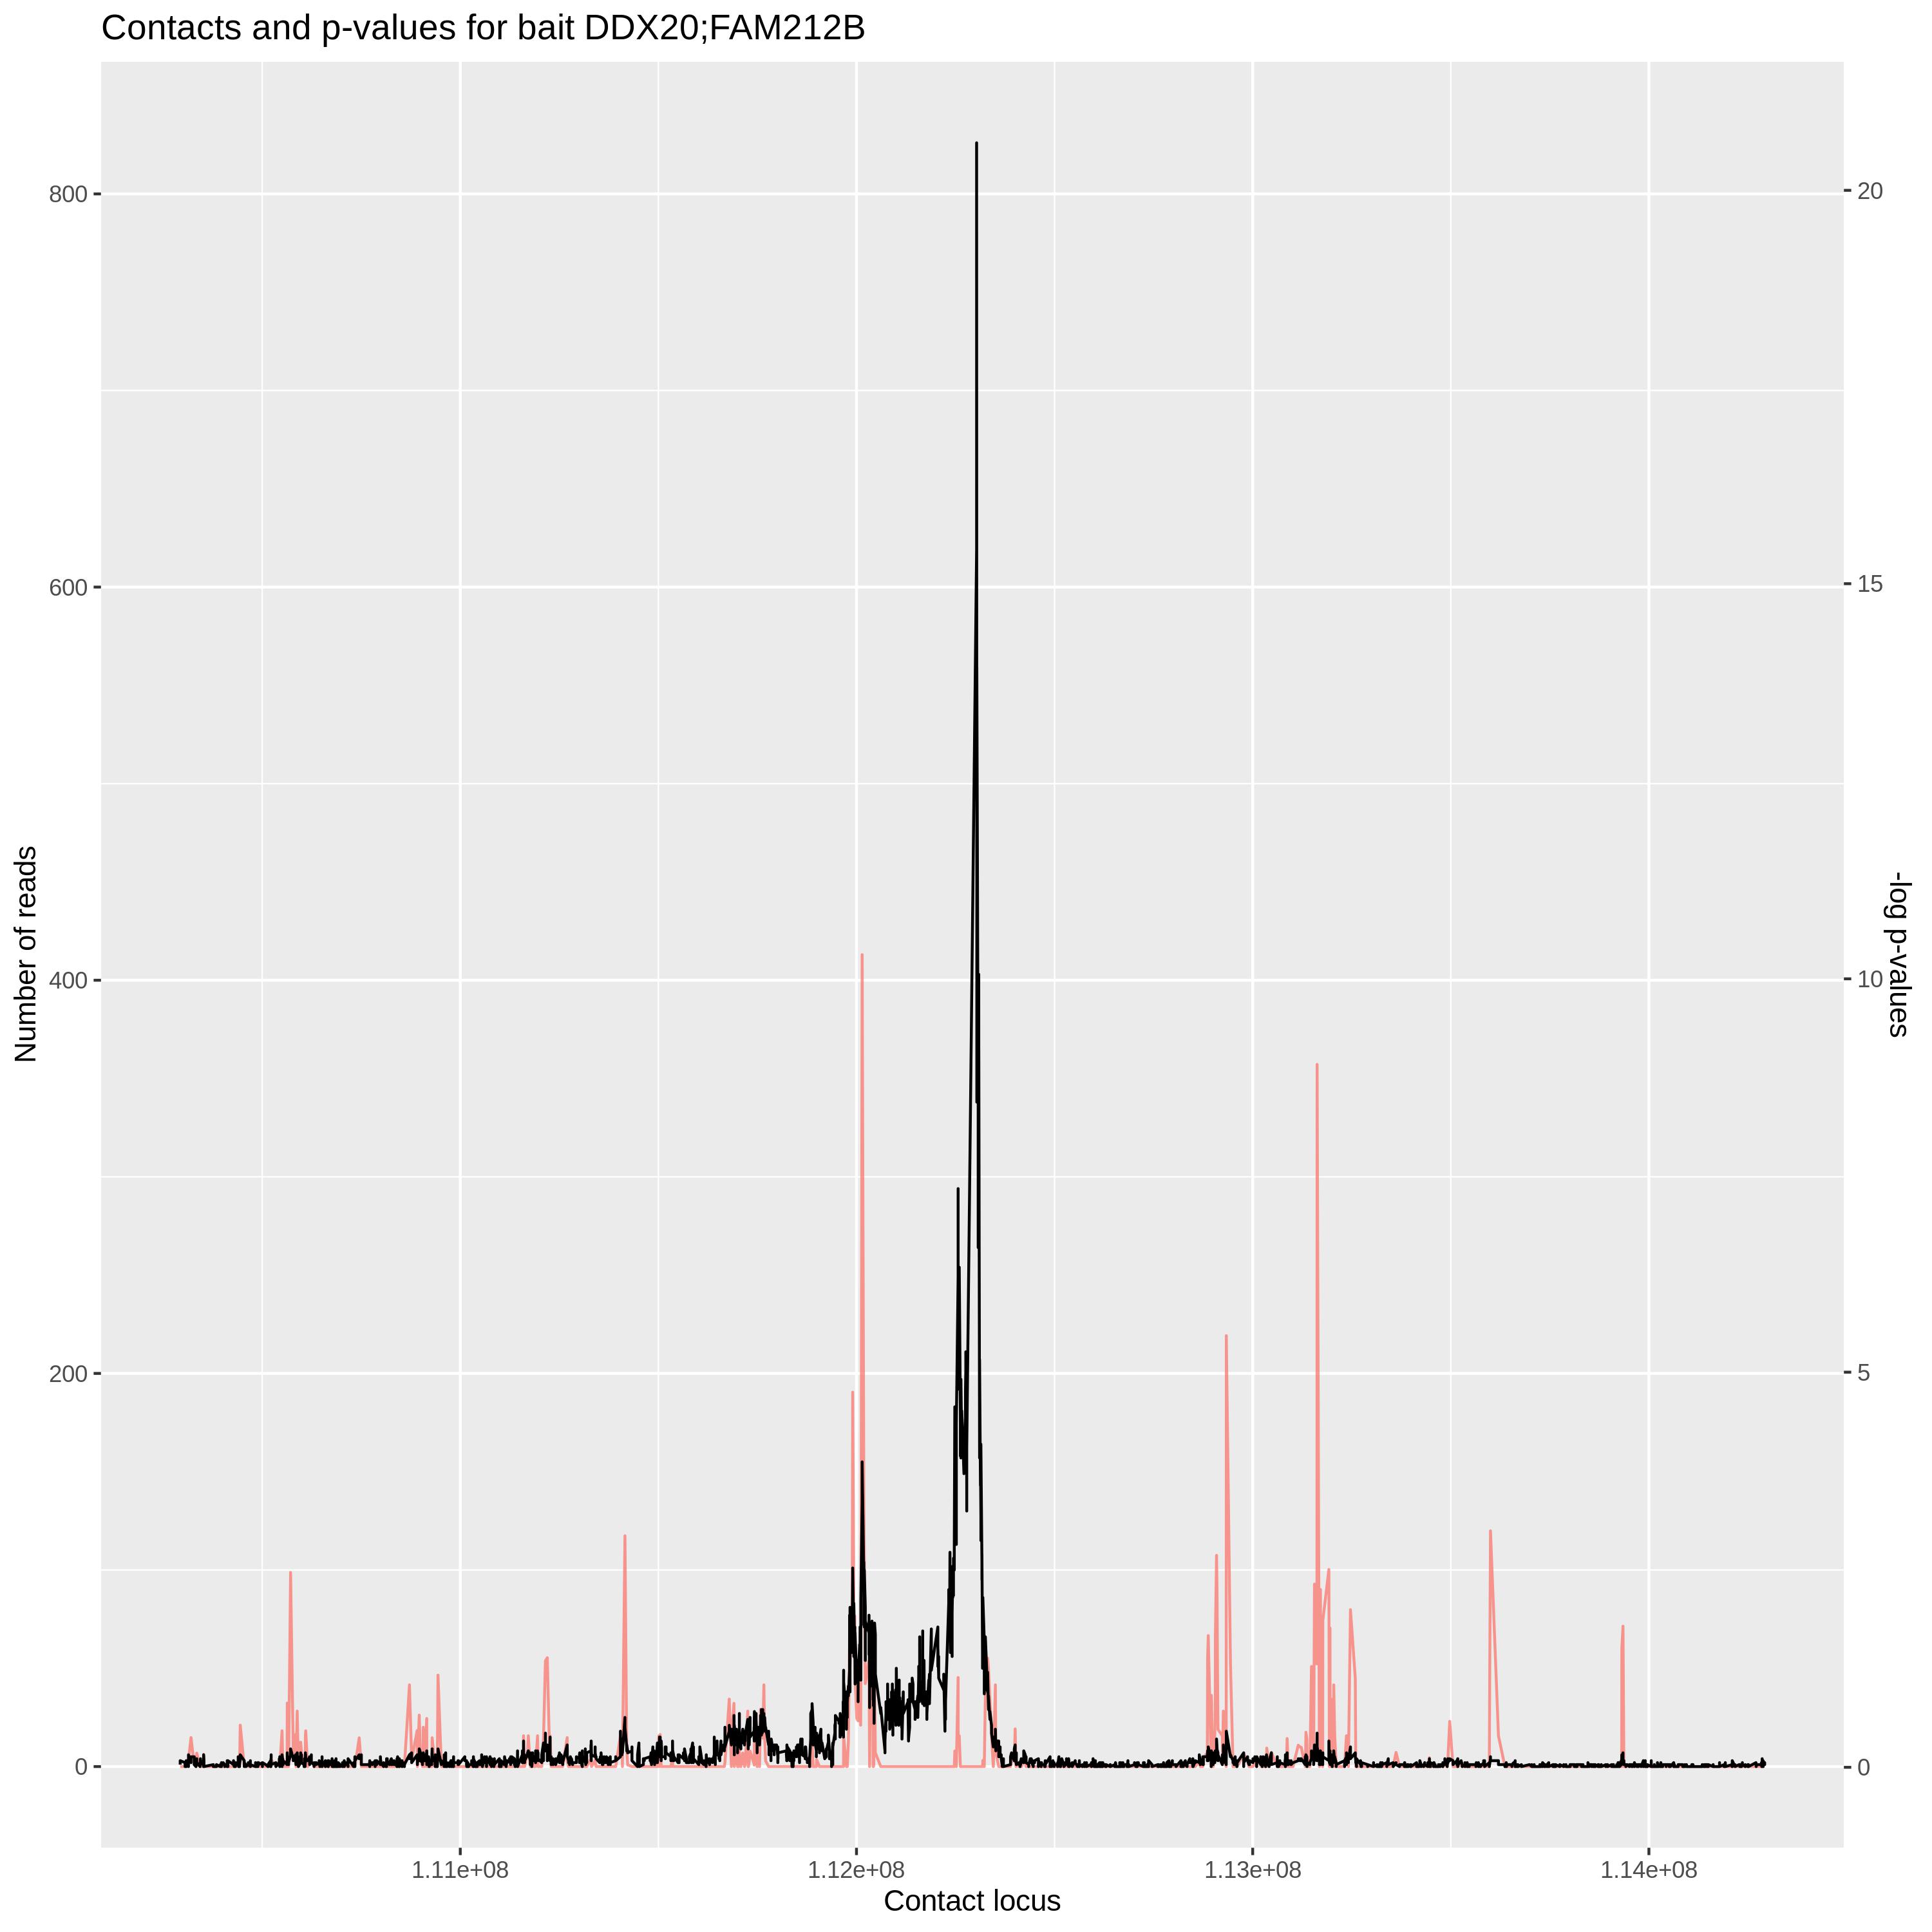 Contacts and p-values for bait DDX20;FAM212B
800
600
400
200
0
Number of reads
20
15
10
5
0
-log p-values
1.11e+08
1.12e+08
1.13e+08
1.14e+08
Contact locus